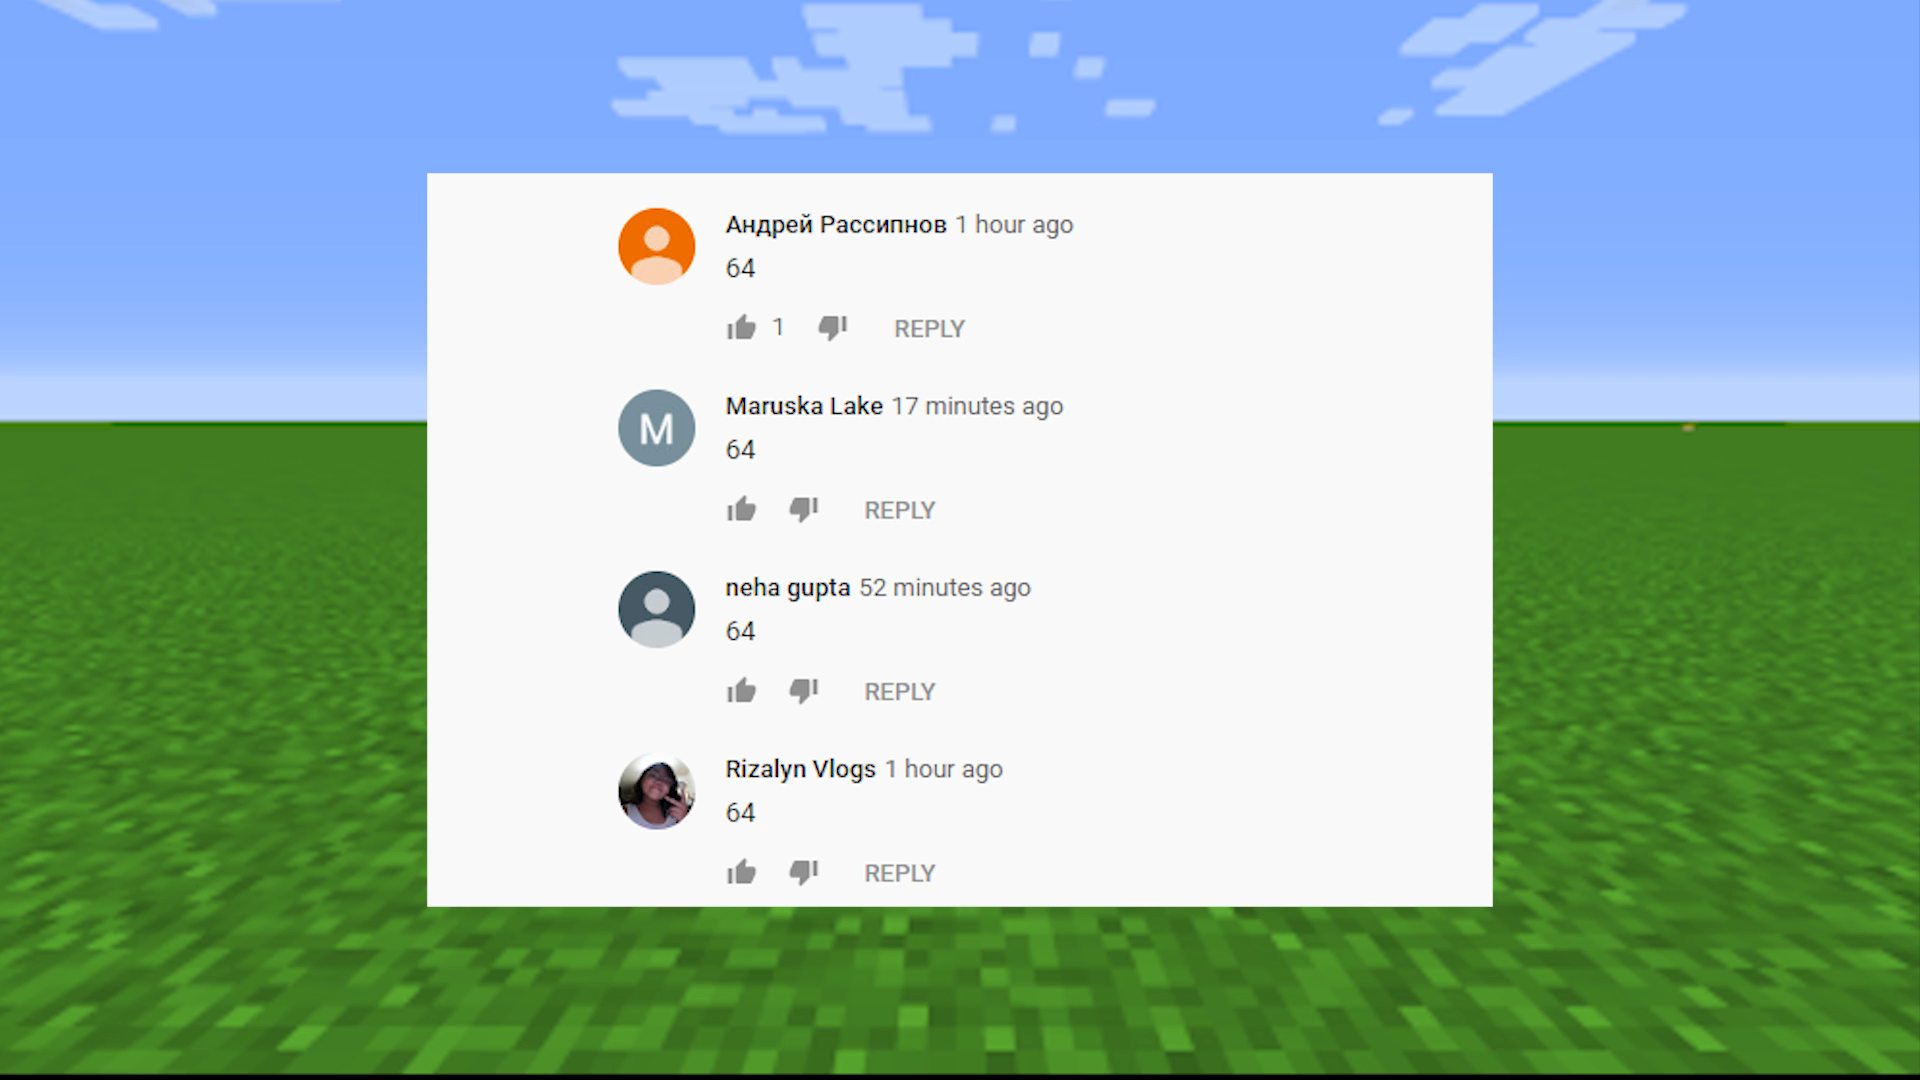 Андрей Рассипнов 1 hour ago
64
1 REPLY
M
Maruska Lake 17 minutes ago
64
REPLY
neha gupta 52 minutes ago
64
REPLY
Rizalyn Vlogs 1 hour ago
64
REPLY